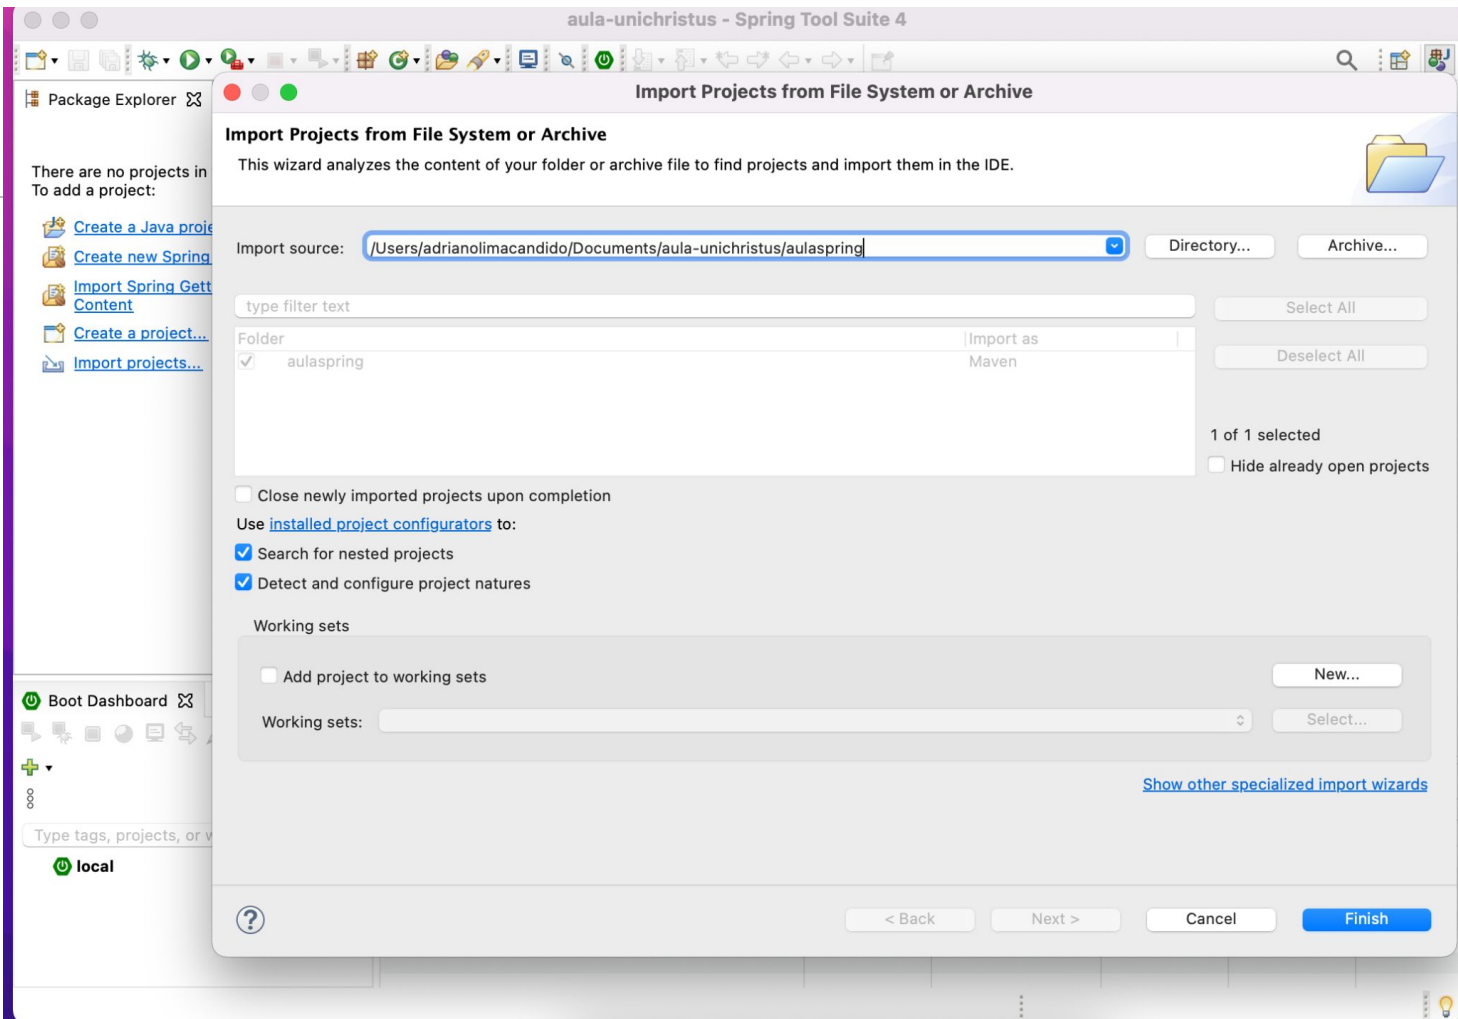 aula-unichristus - Spring Tool Suite 4
Package Explorer
There are no projects in
To add a project:
Create a Java proje
Create new Spring
Import Spring Gett
Content
Create a project...
Import projects...
Boot Dashboard
Type tags, projects, or w
local
Import Projects from File System or Archive
Import Projects from File System or Archive
This wizard analyzes the content of your folder or archive file to find projects and import them in the IDE.
Import source: /Users/adrianolimacandido/Documents/aula-unichristus/aulaspring Directory... Archive...
type filter text Select All
Folder Import as
aulaspring Maven Deselect All
1 of 1 selected
Hide already open projects
Close newly imported projects upon completion
Use installed project configurators to:
Search for nested projects
Detect and configure project natures
Working sets
Add project to working sets New...
Working sets: Select...
Show other specialized import wizards
? < Back Next > Cancel Finish